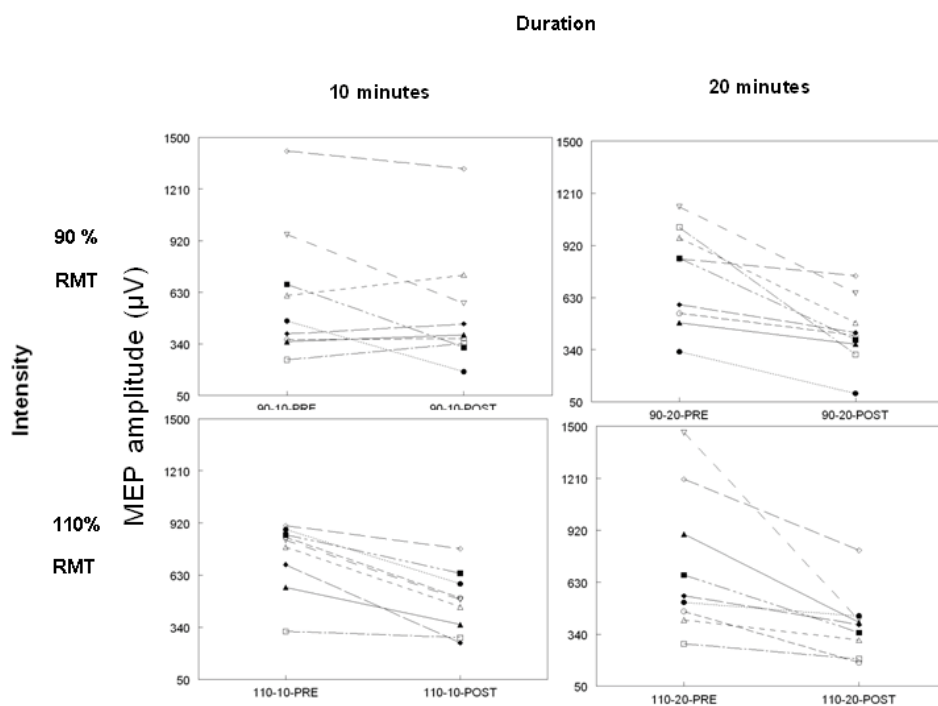 Duration
10 minutes
20 minutes
Intensity
MEP amplitude (µV)
90 %
RMT
1500
1210
920
630
340
50
90-10-PRE
90-10-POST
1500
1210
920
630
340
50
90-20-PRE
90-20-POST
110%
RMT
1500
1210
920
630
340
50
110-10-PRE
110-10-POST
1500
1210
920
630
340
50
110-20-PRE
110-20-POST